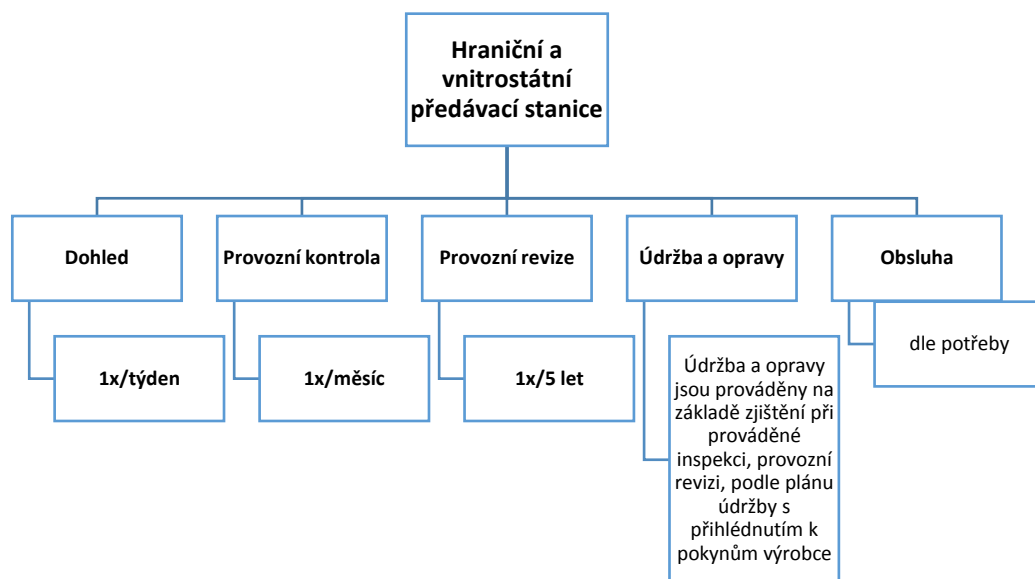 Hraniční a
vnitrostátní
předávací stanice
Dohled
Provozní kontrola
Provozní revize
Údržba a opravy
Obsluha
1x/týden
1x/měsíc
1x/5 let
Údržba a opravy
jsou prováděny na
základě zjištění při
prováděné
inspekci, provozní
revizi, podle plánu
údržby s
přihlédnutím k
pokynům výrobce
dle potřeby